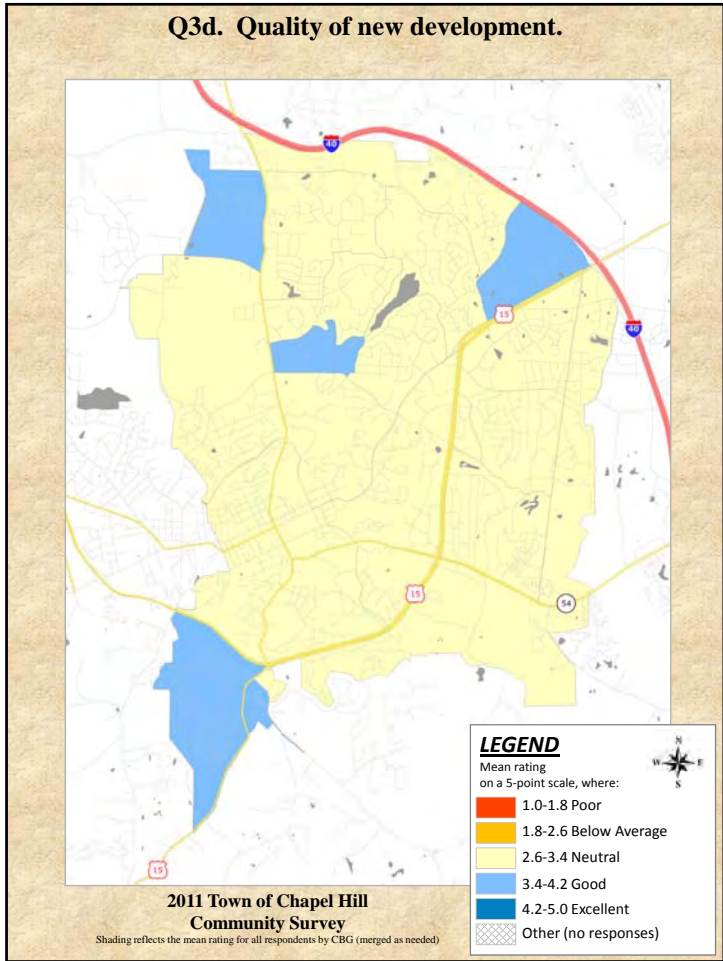 Q3d.  Quality of new development.
40
15
40
15
54
15
LEGEND
Mean rating
on a 5-point scale, where:
N
W E
S
1.0-1.8 Poor
1.8-2.6 Below Average
2.6-3.4 Neutral
3.4-4.2 Good
4.2-5.0 Excellent
Other (no responses)
2011 Town of Chapel Hill
Community Survey
Shading reflects the mean rating for all respondents by CBG (merged as needed)